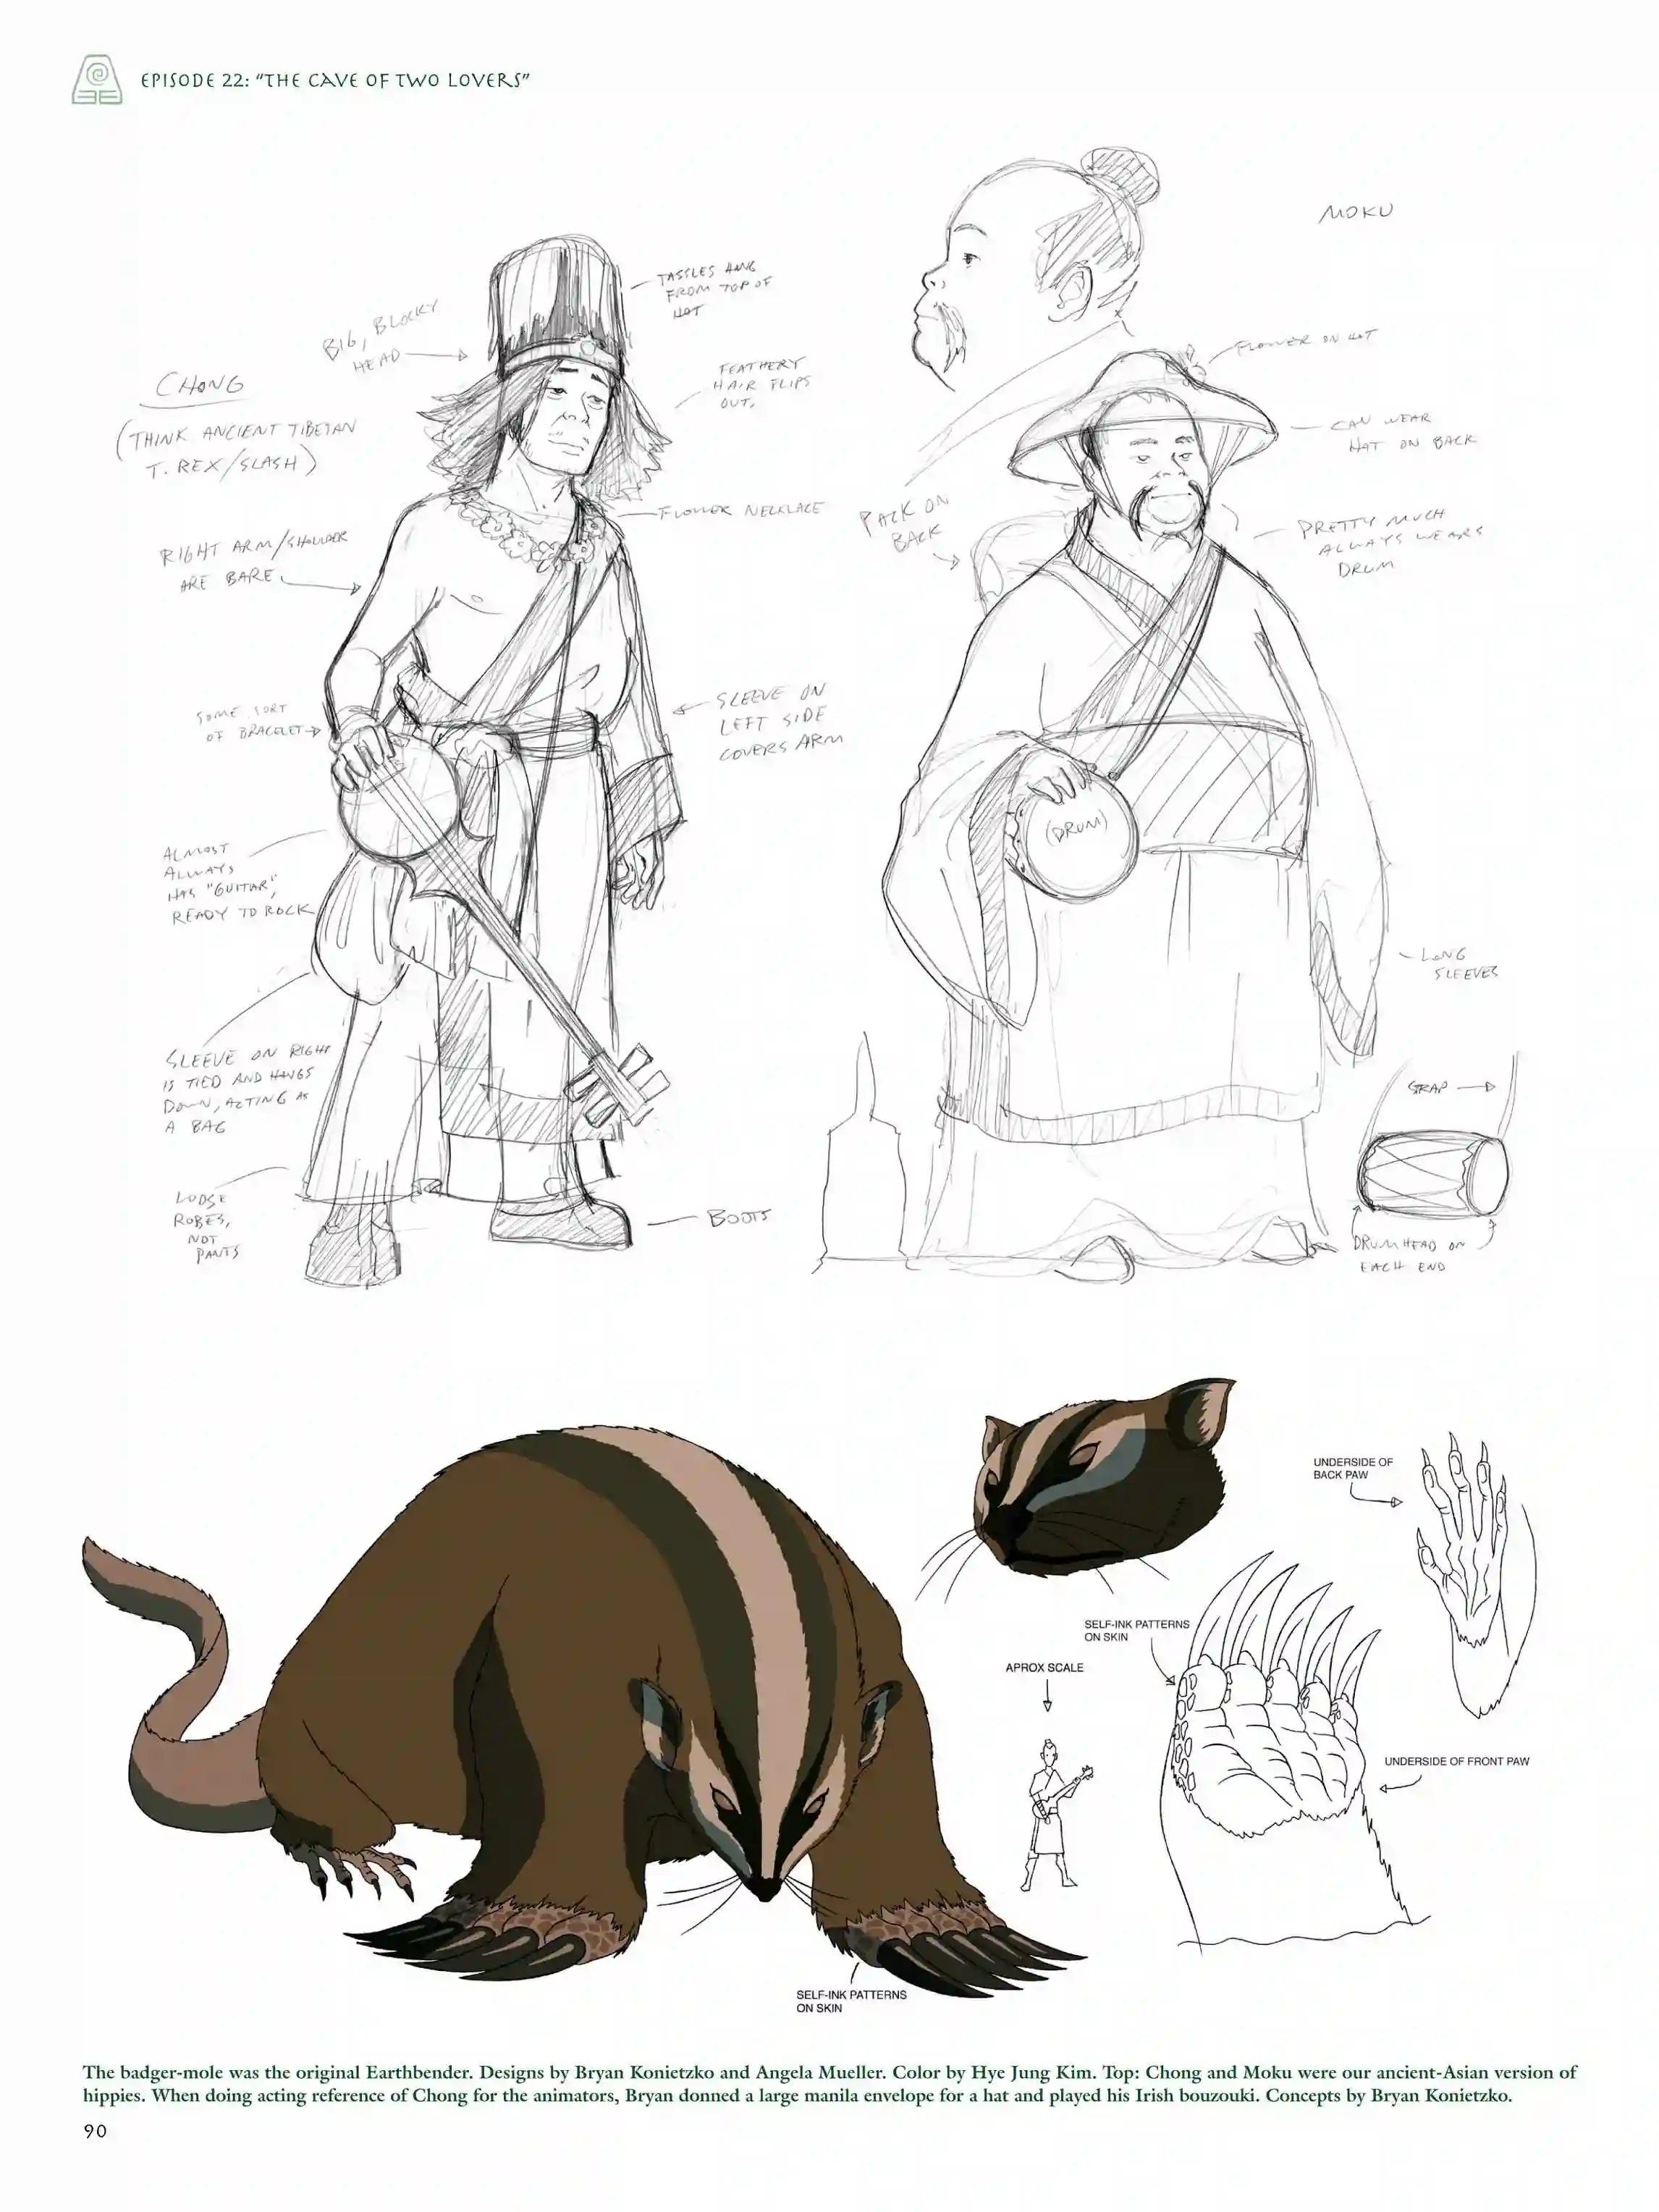 EPISODE 22: “THE CAVE OF TWO LOVERS”
CHONG
(THINK ANCIENT TIBETAN
T. REX/SLASH)
BIG, BLOCKY
HEAD
TASSLES HANG
FROM TOP OF
HAT
FEATHERY
HAIR FLIPS
OUT.
FLOWER NECKLACE
RIGHT ARM/SHOULDER
ARE BARE
SOME SORT
OF BRACELET
SLEEVE ON
LEFT SIDE
COVERS ARM
ALMOST
ALWAYS
HAS "GUITAR",
READY TO ROCK
SLEEVE ON RIGHT
IS TIED AND HANGS
DOWN, ACTING AS
A BAG
LOOSE
ROBES,
NOT
PANTS
BOOTS
MOKU
FLOWER ON HAT
CAN WEAR
HAT ON BACK
PACK ON
BACK
PRETTY MUCH
ALWAYS WEARS
DRUM
(DRUM)
LONG
SLEEVES
STRAP
DRUMHEAD ON
EACH END
UNDERSIDE OF
BACK PAW
SELF-INK PATTERNS
ON SKIN
APROX SCALE
UNDERSIDE OF FRONT PAW
SELF-INK PATTERNS
ON SKIN
The badger-mole was the original Earthbender. Designs by Bryan Konietzko and Angela Mueller. Color by Hye Jung Kim. Top: Chong and Moku were our ancient-Asian version of
hippies. When doing acting reference of Chong for the animators, Bryan donned a large manila envelope for a hat and played his Irish bouzouki. Concepts by Bryan Konietzko.
90